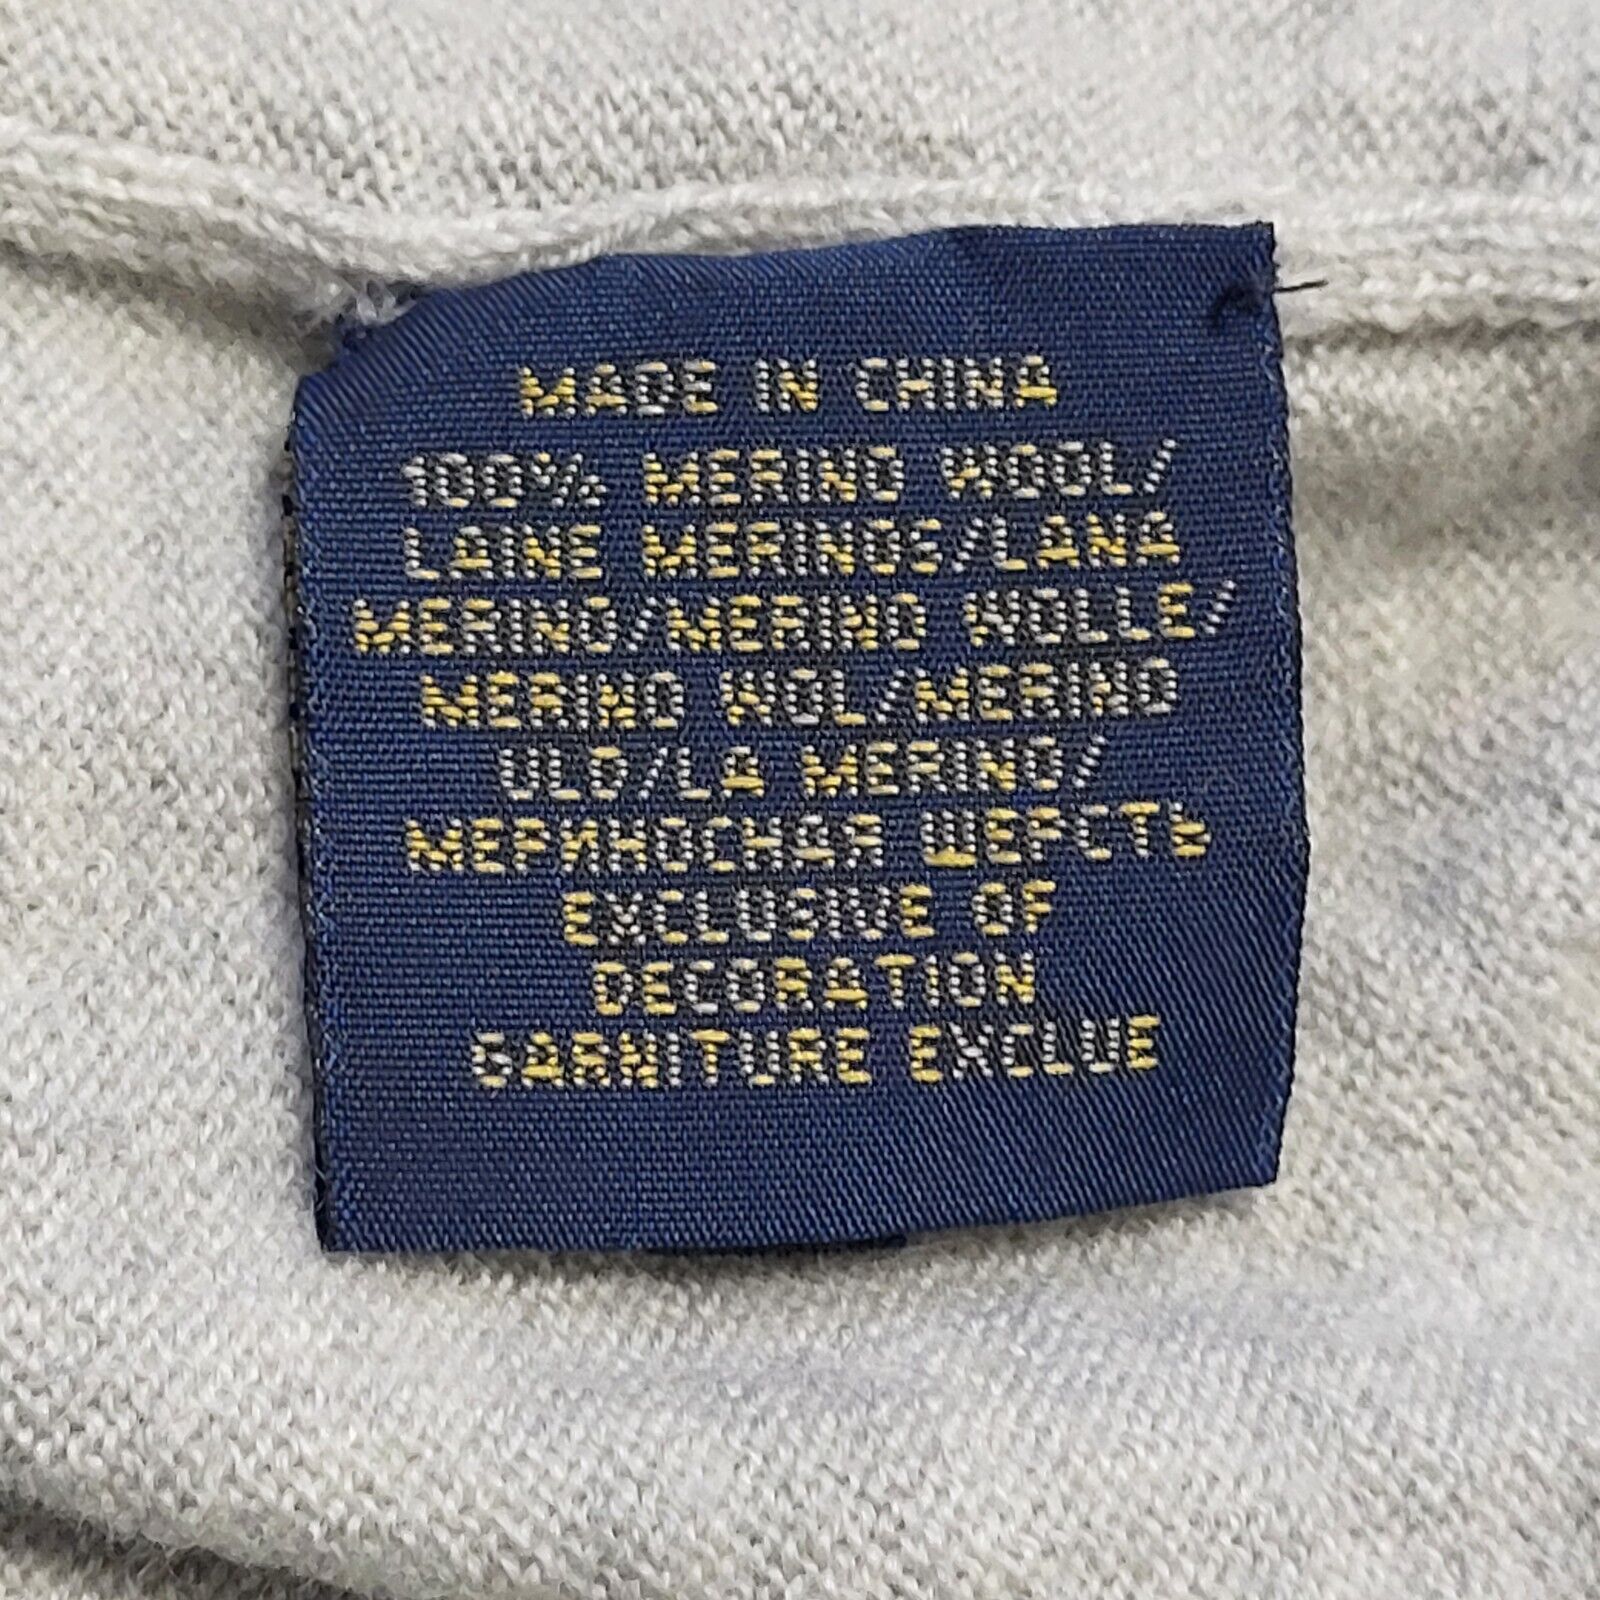 MADE IN CHINA
100% MERINO WOOL/
LAINE MERINOS/LANA
MERINO/MERINO WOLLE/
MERINO WOL/MERINO
ULD/LA MERINO/
МЕРИНОСНАЯ ШЕРСТЬ
EXCLUSIVE OF
DECORATION
GARNITURE EXCLUE